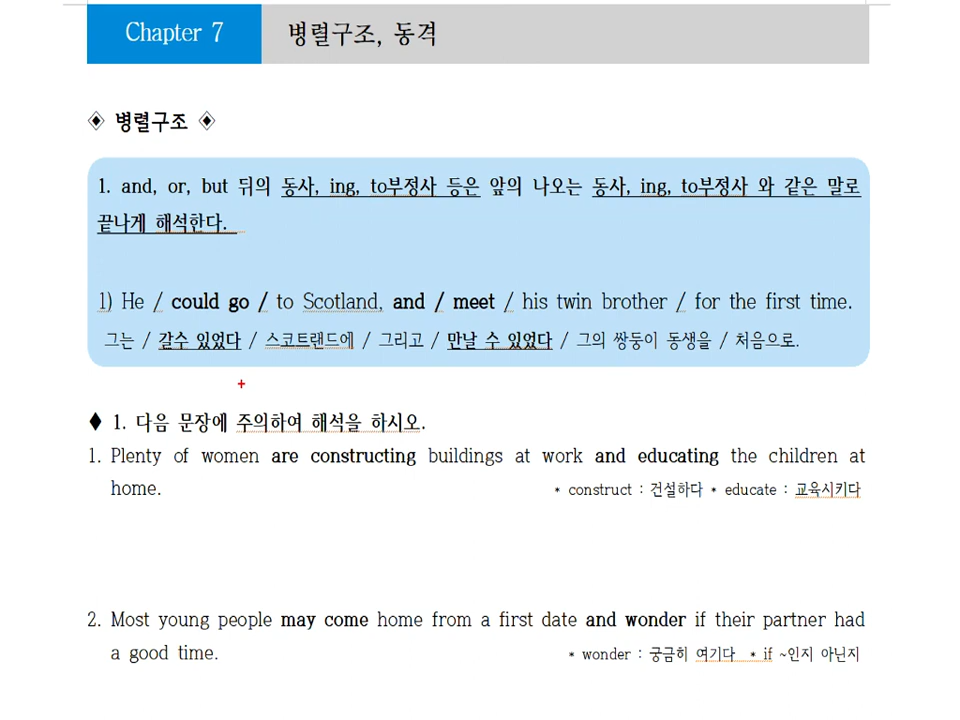 Chapter 7 병렬구조, 동격
◈ 병렬구조 ◈
1. and, or, but 뒤의 동사, ing, to부정사 등은 앞의 나오는 동사, ing, to부정사 와 같은 말로
끝나게 해석한다.
1) He / could go / to Scotland, and / meet / his twin brother / for the first time.
그는 / 갈수 있었다 / 스코트랜드에 / 그리고 / 만날 수 있었다 / 그의 쌍둥이 동생을 / 처음으로.
◆ 1. 다음 문장에 주의하여 해석을 하시오.
1. Plenty of women are constructing buildings at work and educating the children at
home. * construct : 건설하다 * educate : 교육시키다
2. Most young people may come home from a first date and wonder if their partner had
a good time. * wonder : 궁금히 여기다 * if ~인지 아닌지